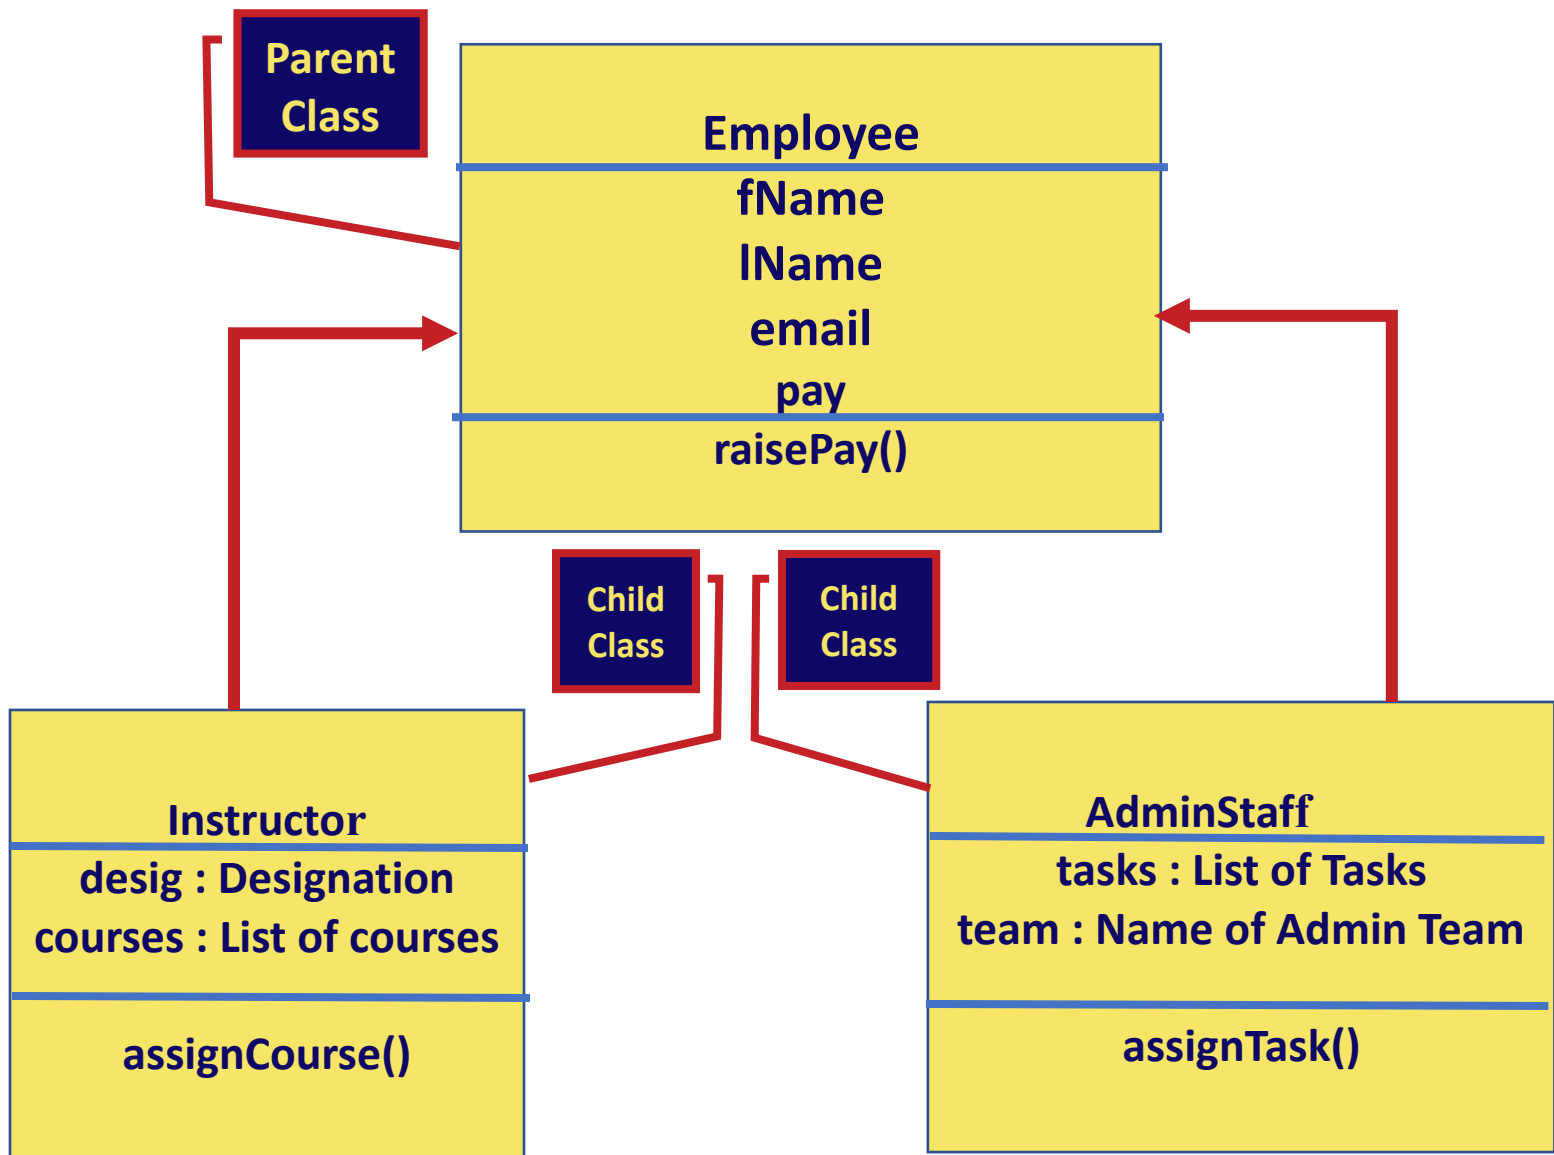 Parent
Class
Employee
fName
lName
email
pay
raisePay()
Child
Class
Child
Class
Instructor
desig : Designation
courses : List of courses
assignCourse()
AdminStaff
tasks : List of Tasks
team : Name of Admin Team
assignTask()